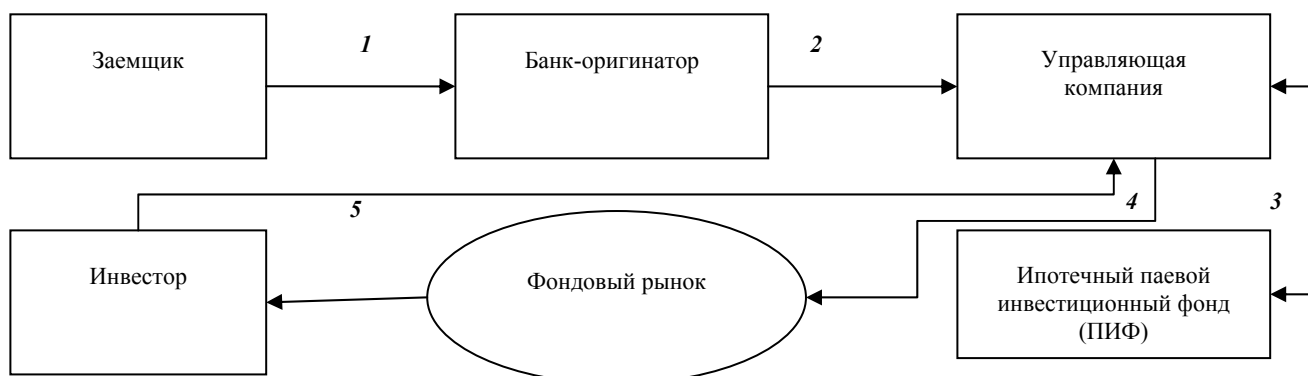 Заемщик
1
Банк-оригинатор
2
Управляющая
компания
5
4
3
Инвестор
Фондовый рынок
Ипотечный паевой
инвестиционный фонд
(ПИФ)